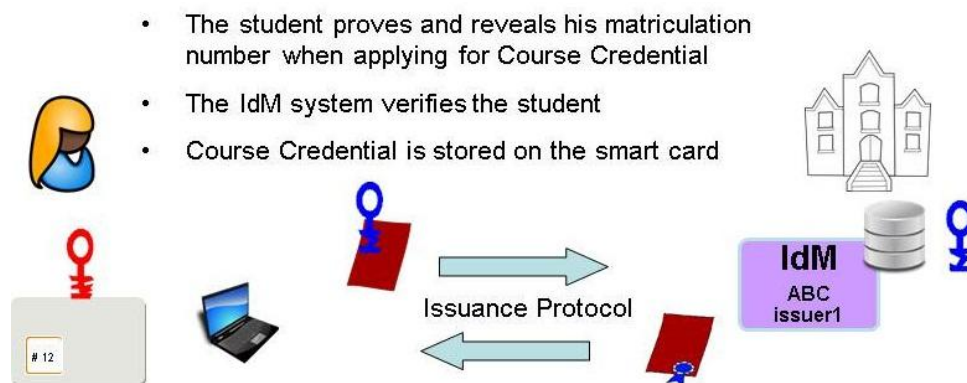 • The student proves and reveals his matriculation
number when applying for Course Credential
• The IdM system verifies the student
• Course Credential is stored on the smart card
IdM
ABC
issuer1
Issuance Protocol
# 12